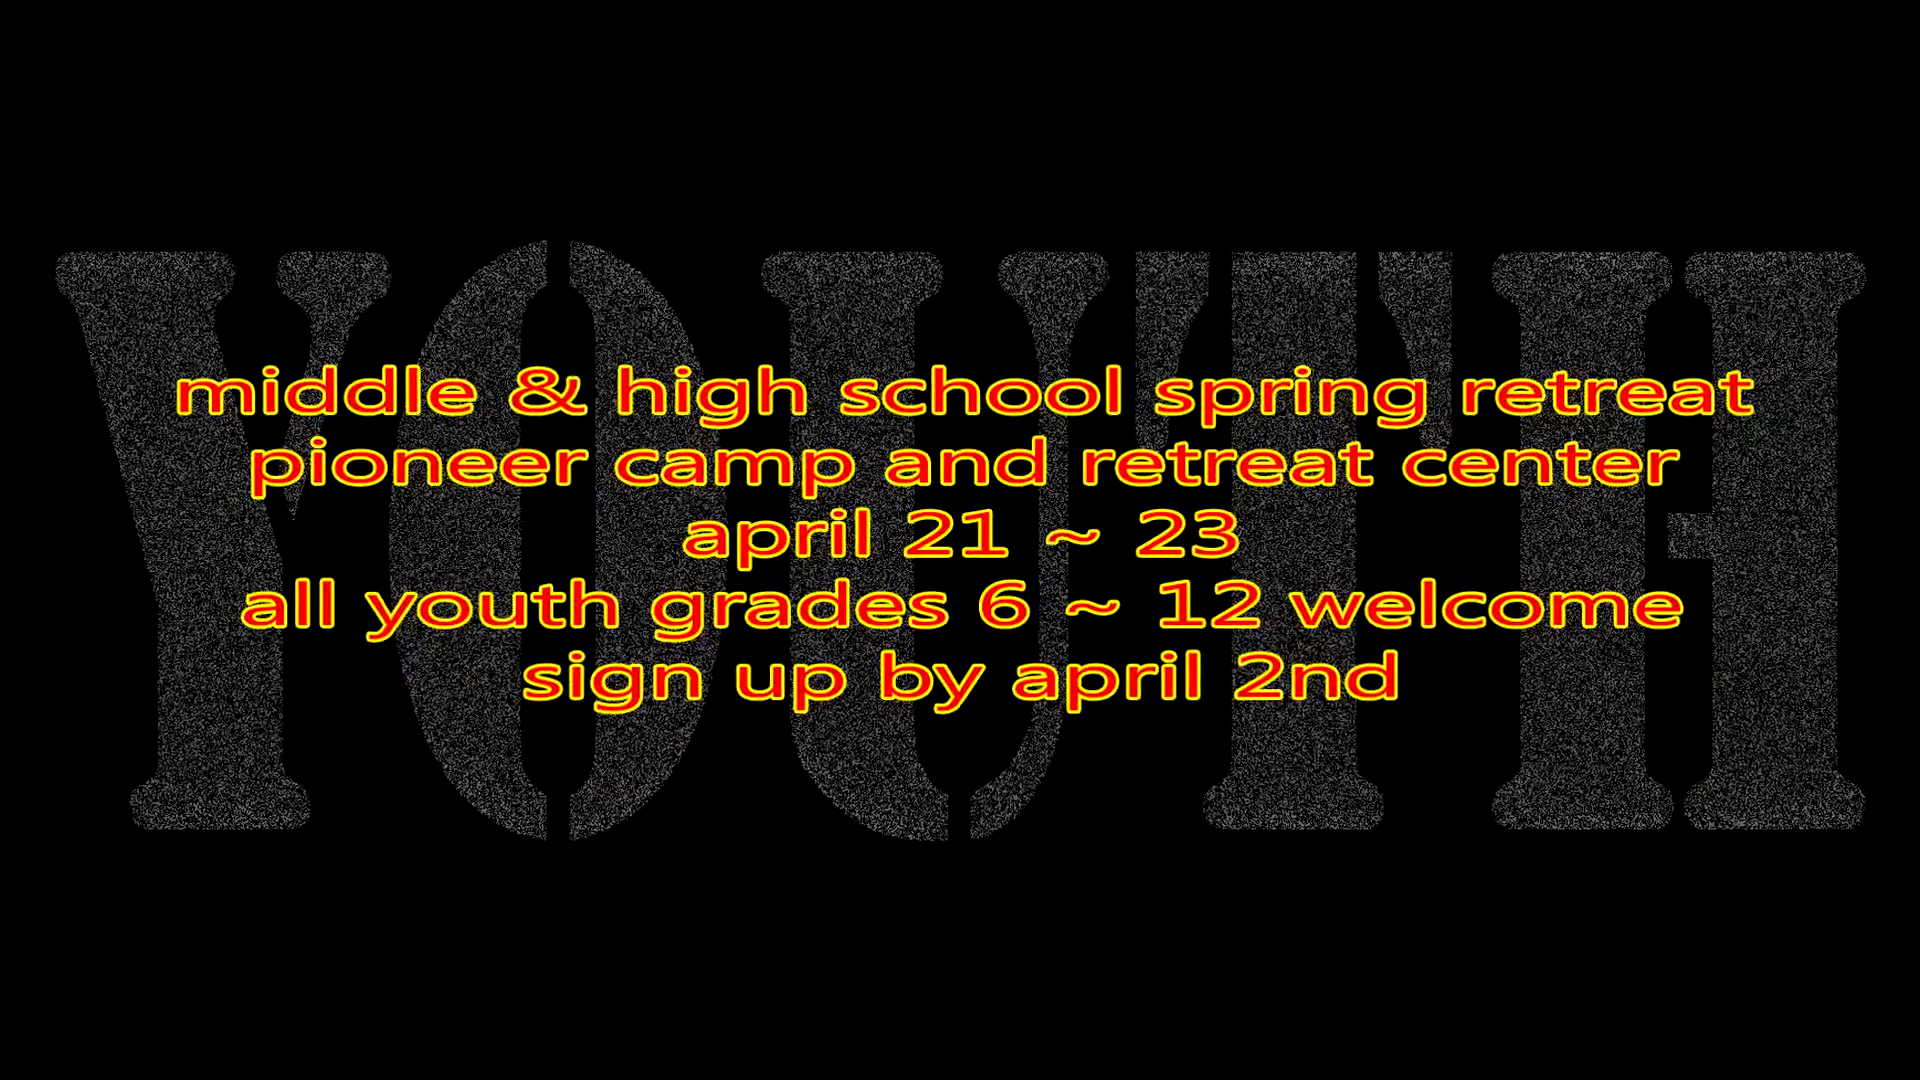 YOUTH
middle & high school spring retreat
pioneer camp and retreat center
april 21 ~ 23
all youth grades 6 ~ 12 welcome
sign up by april 2nd